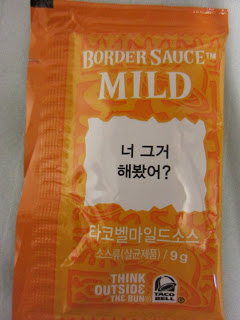 BORDER SAUCE™
MILD
너 그거
해봤어?
타코벨마일드소스
소스류(살균제품) / 9g
THINK
OUTSIDE
THE BUN®
TACO
BELL®